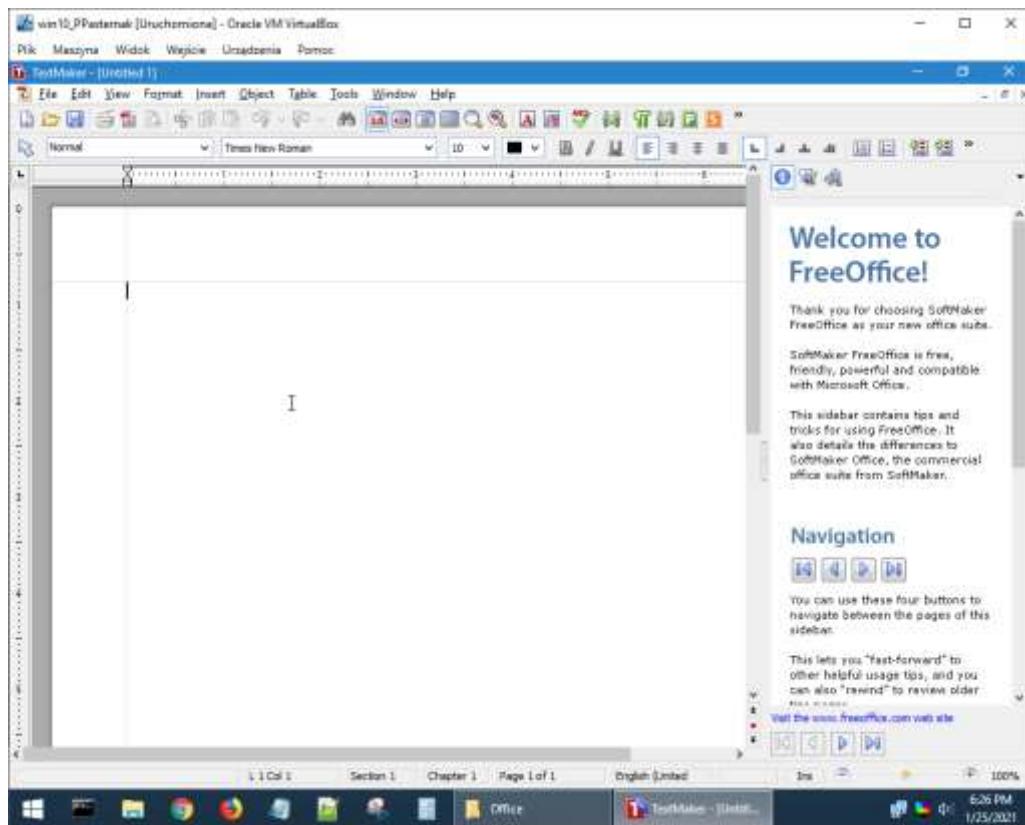 win10_PPasternak [Uruchomiona] - Oracle VM VirtualBox
Plik Maszyna Widok Wejście Urządzenia Pomoc
TextMaker - [Untitled 1]
File Edit View Format Insert Object Table Tools Window Help
Normal Times New Roman 10
Welcome to
FreeOffice!
Thank you for choosing SoftMaker
FreeOffice as your new office suite.
SoftMaker FreeOffice is free,
friendly, powerful and compatible
with Microsoft Office.
This sidebar contains tips and
tricks for using FreeOffice. It
also details the differences to
SoftMaker Office, the commercial
office suite from SoftMaker.
Navigation
You can use these four buttons to
navigate between the pages of this
sidebar.
This lets you "fast-forward" to
other helpful usage tips, and you
can also "rewind" to review older
Visit the www.freeoffice.com web site
L 1 Col 1 Section 1 Chapter 1 Page 1 of 1 English (United Ins 100%
Office TextMaker - [Untitl...
6:26 PM
1/25/2021